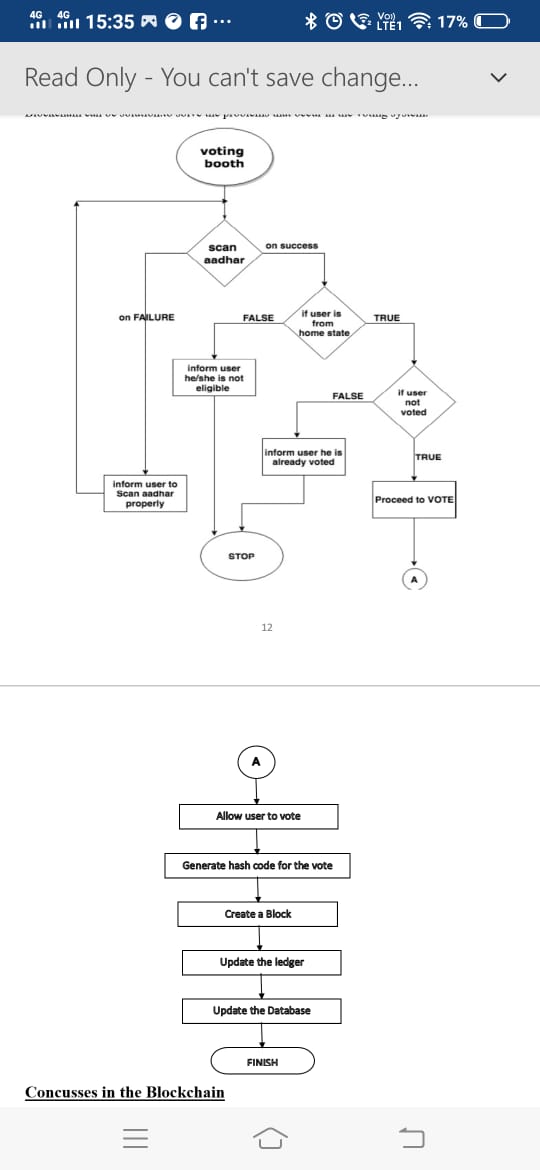 4G 4G 15:35 ... Vo)) LTE1 17%
Read Only - You can't save change...
voting
booth
scan
aadhar
on success
on FAILURE
FALSE
if user is
from
home state
TRUE
inform user
he/she is not
eligible
FALSE
if user
not
voted
inform user he is
already voted
TRUE
inform user to
Scan aadhar
properly
Proceed to VOTE
STOP
A
12
A
Allow user to vote
Generate hash code for the vote
Create a Block
Update the ledger
Update the Database
FINISH
Concusses in the Blockchain